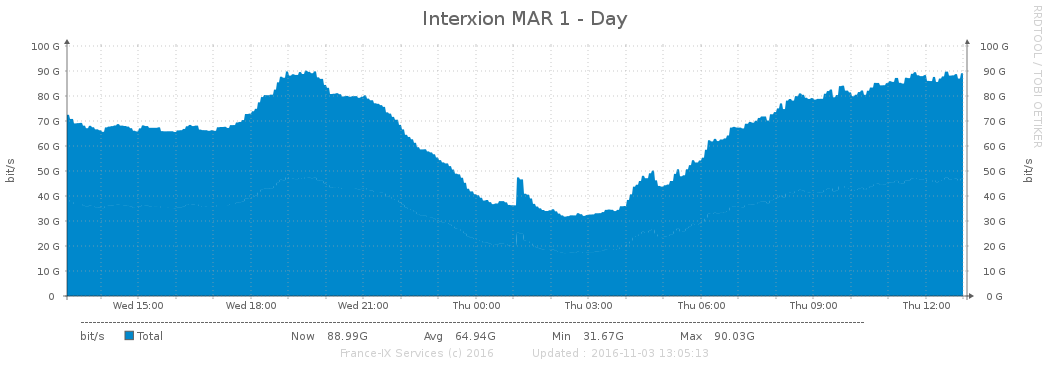 Interxion MAR 1 - Day
RRDTOOL / TOBI OETIKER
bit/s
100 G
90 G
80 G
70 G
60 G
50 G
40 G
30 G
20 G
10 G
0
100 G
90 G
80 G
70 G
60 G
50 G
40 G
30 G
20 G
10 G
0 G
bit/s
Wed 15:00 Wed 18:00 Wed 21:00 Thu 00:00 Thu 03:00 Thu 06:00 Thu 09:00 Thu 12:00
bit/s Total Now 88.99G Avg 64.94G Min 31.67G Max 90.03G
France-IX Services (c) 2016 Updated : 2016-11-03 13:05:13